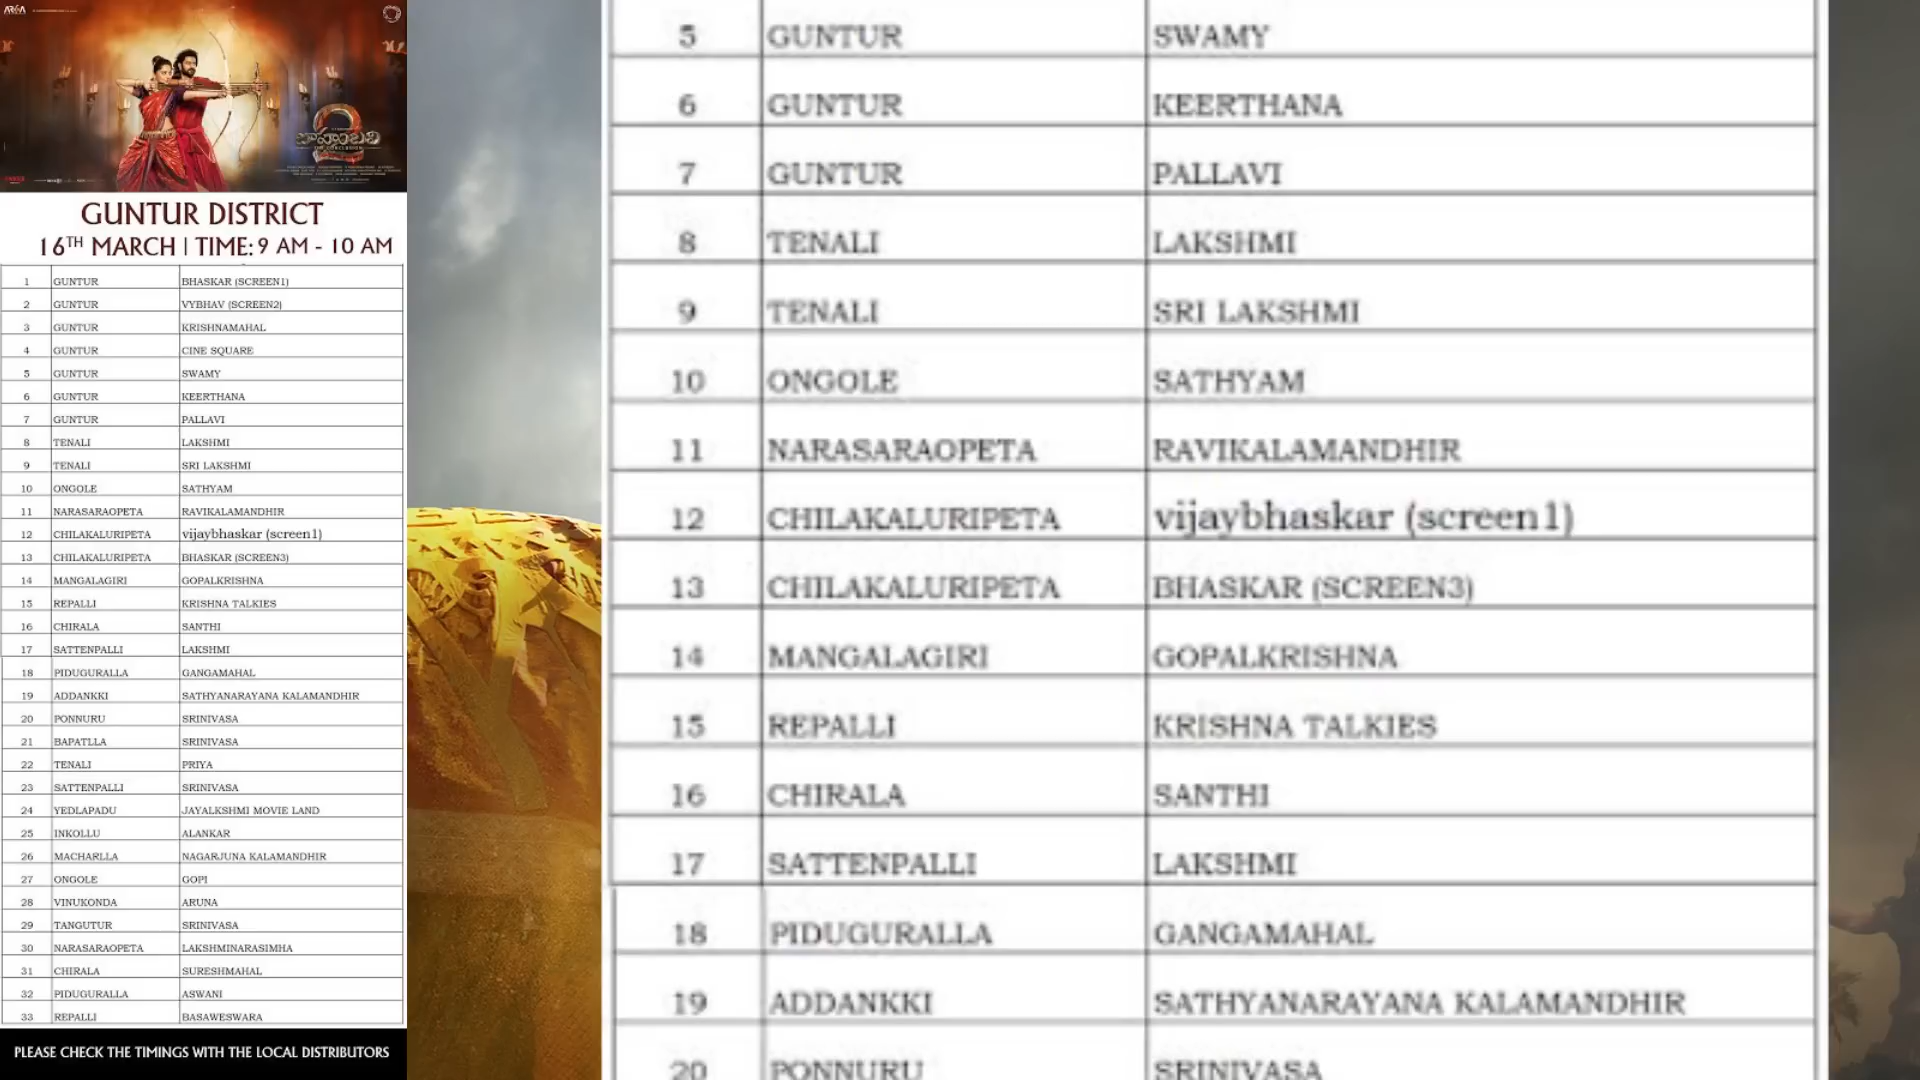 ARKA
బాహుబలి
2
THE CONCLUSION
GUNTUR DISTRICT
16TH MARCH | TIME: 9 AM - 10 AM
1 GUNTUR BHASKAR (SCREEN1)
2 GUNTUR VYBHAV (SCREEN2)
3 GUNTUR KRISHNAMAHAL
4 GUNTUR CINE SQUARE
5 GUNTUR SWAMY
6 GUNTUR KEERTHANA
7 GUNTUR PALLAVI
8 TENALI LAKSHMI
9 TENALI SRI LAKSHMI
10 ONGOLE SATHYAM
11 NARASARAOPETA RAVIKALAMANDHIR
12 CHILAKALURIPETA vijaybhaskar (screen1)
13 CHILAKALURIPETA BHASKAR (SCREEN3)
14 MANGALAGIRI GOPALKRISHNA
15 REPALLI KRISHNA TALKIES
16 CHIRALA SANTHI
17 SATTENPALLI LAKSHMI
18 PIDUGURALLA GANGAMAHAL
19 ADDANKKI SATHYANARAYANA KALAMANDHIR
20 PONNURU SRINIVASA
21 BAPATLLA SRINIVASA
22 TENALI PRIYA
23 SATTENPALLI SRINIVASA
24 YEDLAPADU JAYALKSHMI MOVIE LAND
25 INKOLLU ALANKAR
26 MACHARLLA NAGARJUNA KALAMANDHIR
27 ONGOLE GOPI
28 VINUKONDA ARUNA
29 TANGUTUR SRINIVASA
30 NARASARAOPETA LAKSHMINARASIMHA
31 CHIRALA SURESHMAHAL
32 PIDUGURALLA ASWANI
33 REPALLI BASAWESWARA
PLEASE CHECK THE TIMINGS WITH THE LOCAL DISTRIBUTORS
5 GUNTUR SWAMY
6 GUNTUR KEERTHANA
7 GUNTUR PALLAVI
8 TENALI LAKSHMI
9 TENALI SRI LAKSHMI
10 ONGOLE SATHYAM
11 NARASARAOPETA RAVIKALAMANDHIR
12 CHILAKALURIPETA vijaybhaskar (screen1)
13 CHILAKALURIPETA BHASKAR (SCREEN3)
14 MANGALAGIRI GOPALKRISHNA
15 REPALLI KRISHNA TALKIES
16 CHIRALA SANTHI
17 SATTENPALLI LAKSHMI
18 PIDUGURALLA GANGAMAHAL
19 ADDANKKI SATHYANARAYANA KALAMANDHIR
20 PONNURU SRINIVASA